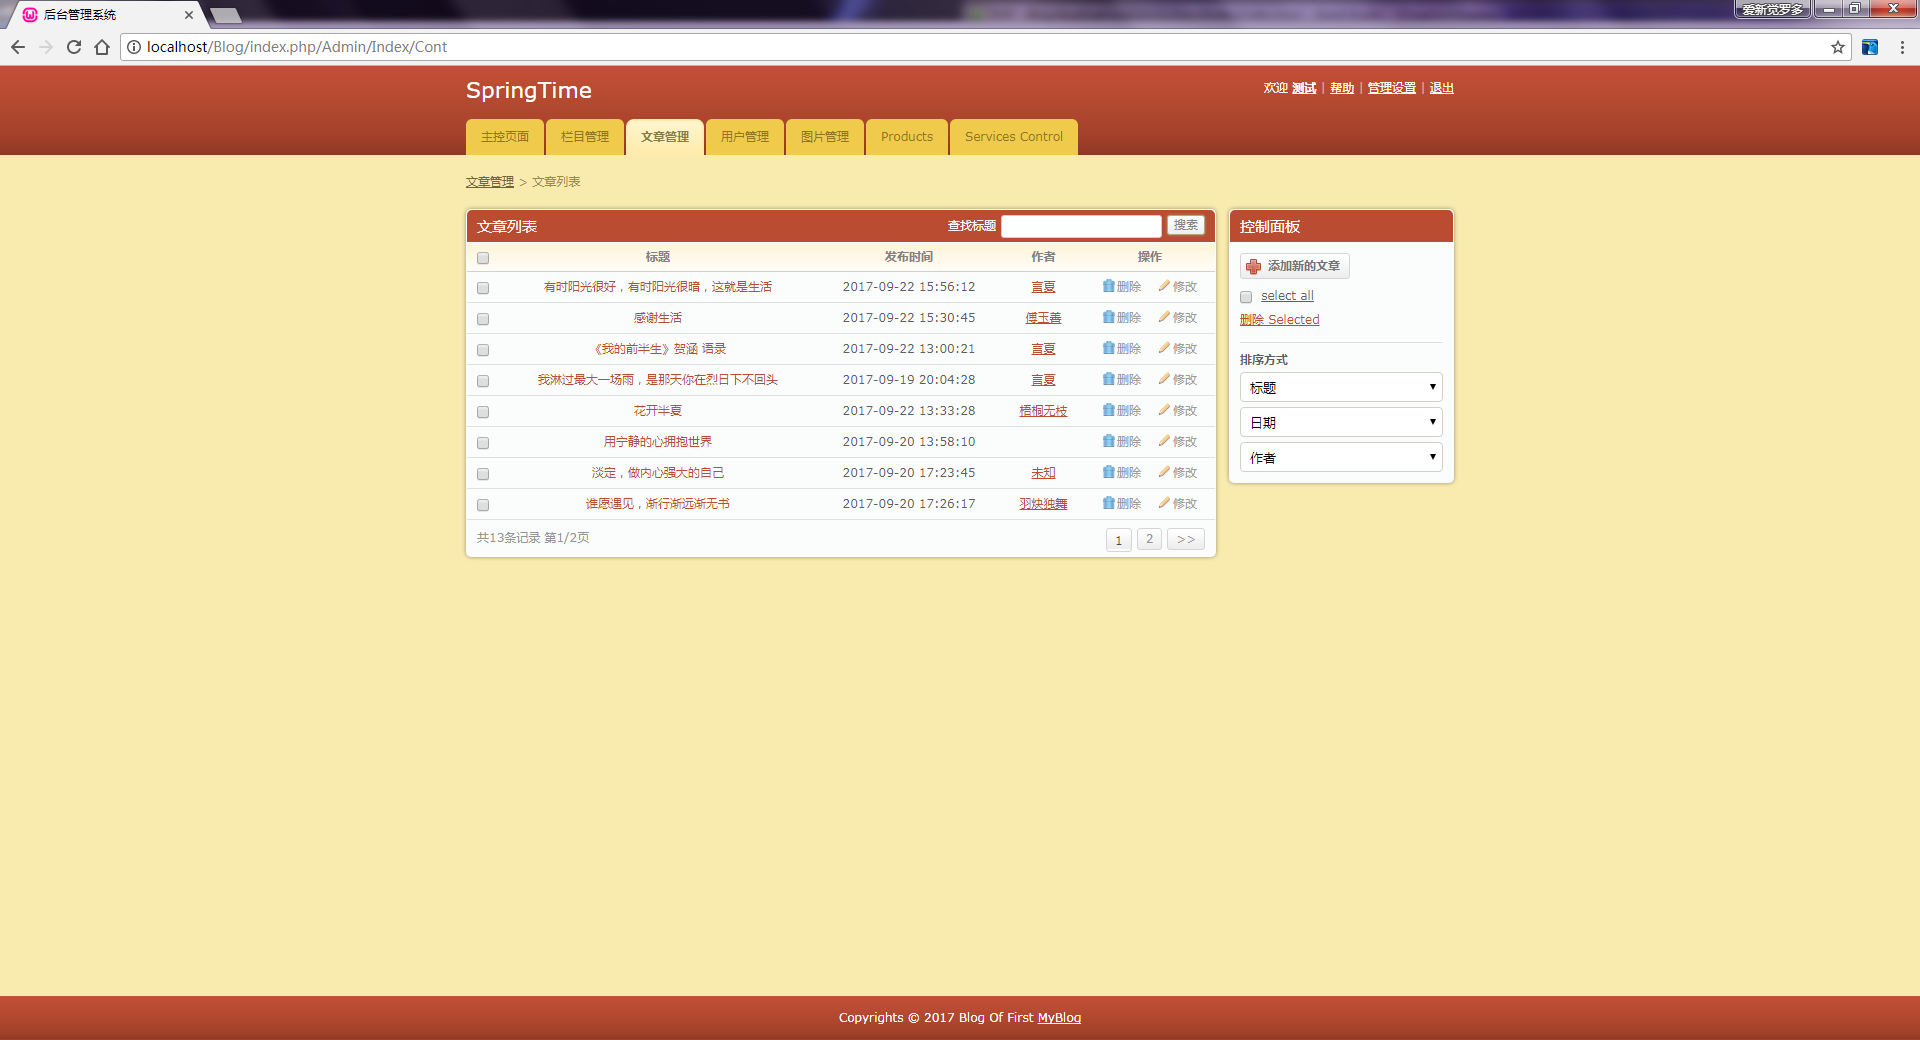 后台管理系统
爱新觉罗多
localhost/Blog/index.php/Admin/Index/Cont
SpringTime
欢迎 测试 | 帮助 | 管理设置 | 退出
主控页面 栏目管理 文章管理 用户管理 图片管理 Products Services Control
文章管理 > 文章列表
文章列表 查找标题 搜索
标题 发布时间 作者 操作
有时阳光很好，有时阳光很暗，这就是生活 2017-09-22 15:56:12 言夏 删除 修改
感谢生活 2017-09-22 15:30:45 傅玉善 删除 修改
《我的前半生》贺涵 语录 2017-09-22 13:00:21 言夏 删除 修改
我淋过最大一场雨，是那天你在烈日下不回头 2017-09-19 20:04:28 言夏 删除 修改
花开半夏 2017-09-22 13:33:28 梧桐无枝 删除 修改
用宁静的心拥抱世界 2017-09-20 13:58:10 删除 修改
淡定，做内心强大的自己 2017-09-20 17:23:45 未知 删除 修改
谁愿遇见，渐行渐远渐无书 2017-09-20 17:26:17 羽炔独舞 删除 修改
共13条记录 第1/2页 1 2 >>
控制面板
添加新的文章
select all
删除 Selected
排序方式
标题
日期
作者
Copyrights © 2017 Blog Of First MyBlog